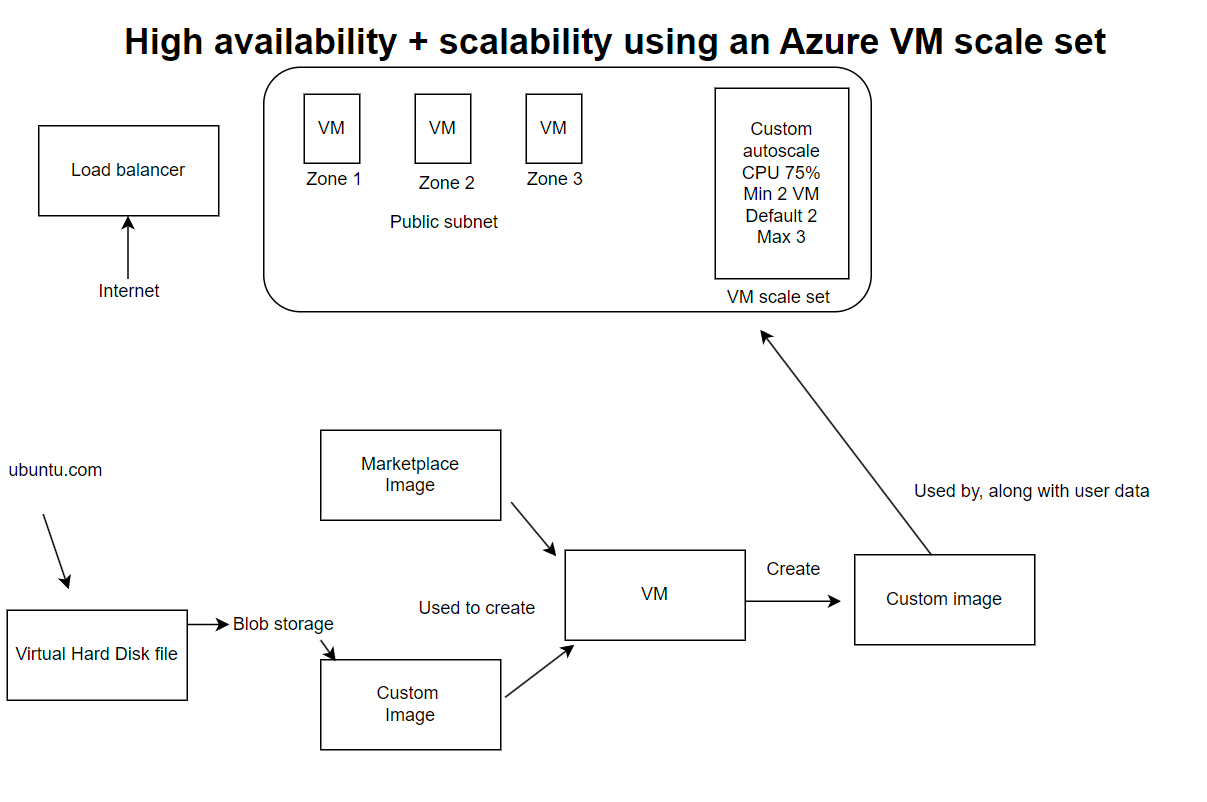 High availability + scalability using an Azure VM scale set
Load balancer
Internet
VM
VM
VM
Zone 1
Zone 2
Zone 3
Public subnet
Custom
autoscale
CPU 75%
Min 2 VM
Default 2
Max 3
VM scale set
ubuntu.com
Virtual Hard Disk file
Blob storage
Marketplace
Image
Custom
Image
Used to create
VM
Create
Custom image
Used by, along with user data